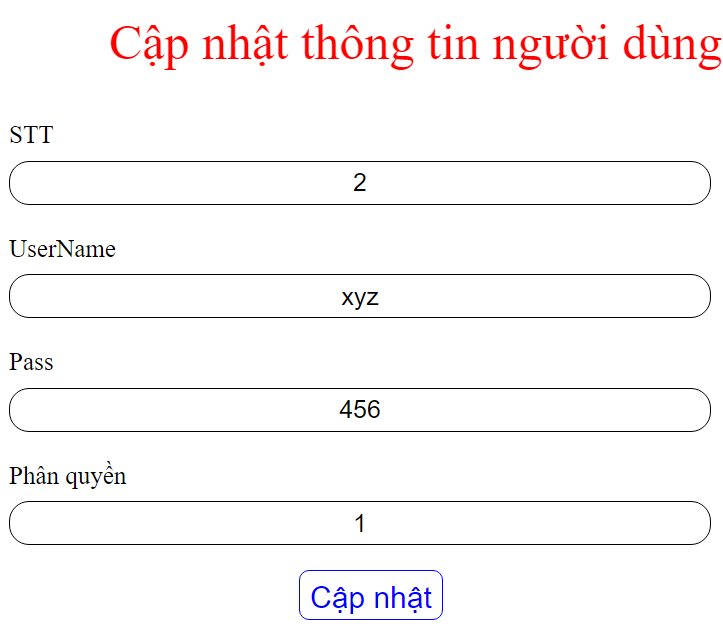 Cập nhật thông tin người dùng
STT
2
UserName
xyz
Pass
456
Phân quyền
1
Cập nhật